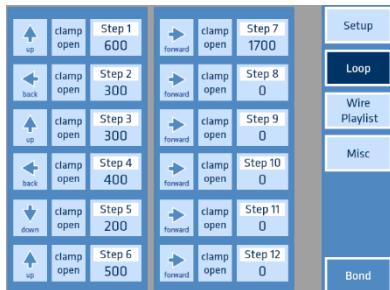 Step 1
clamp
open
600
up
Step 2
clamp
open
300
back
Step 3
clamp
open
300
up
Step 4
clamp
open
400
back
Step 5
clamp
open
200
down
Step 6
clamp
open
500
up
Step 7
clamp
open
1700
forward
Step 8
clamp
open
0
forward
Step 9
clamp
open
0
forward
Step 10
clamp
open
0
forward
Step 11
clamp
open
0
forward
Step 12
clamp
open
0
forward
Setup
Loop
Wire
Playlist
Misc
Bond